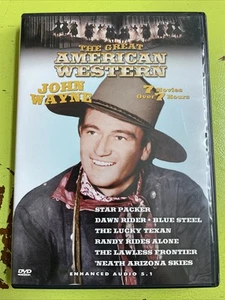 THE GREAT
AMERICAN
WESTERN
JOHN
WAYNE
7 Movies
Over 7 Hours
STAR PACKER
DAWN RIDER · BLUE STEEL
THE LUCKY TEXAN
RANDY RIDES ALONE
THE LAWLESS FRONTIER
'NEATH ARIZONA SKIES
DVD
ENHANCED AUDIO 5.1